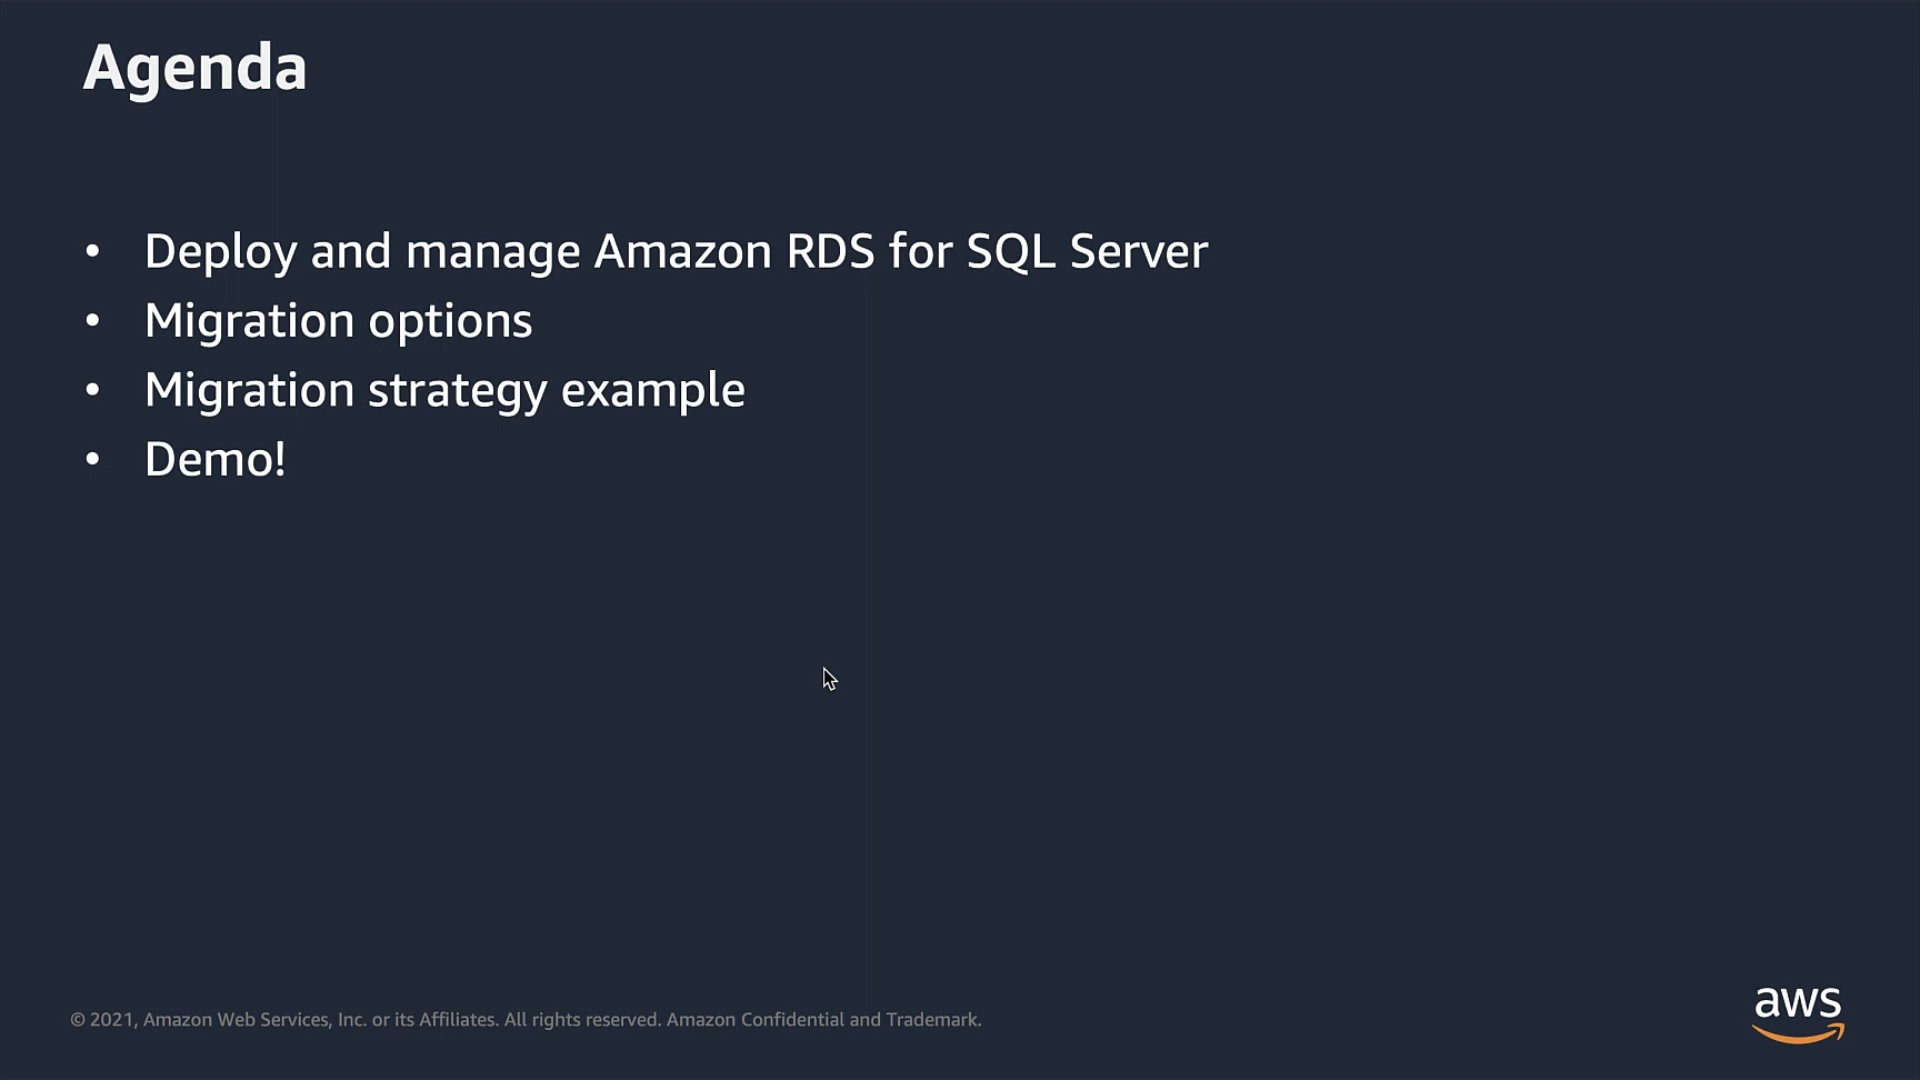 Agenda
• Deploy and manage Amazon RDS for SQL Server
• Migration options
• Migration strategy example
• Demo!
© 2021, Amazon Web Services, Inc. or its Affiliates. All rights reserved. Amazon Confidential and Trademark.
aws